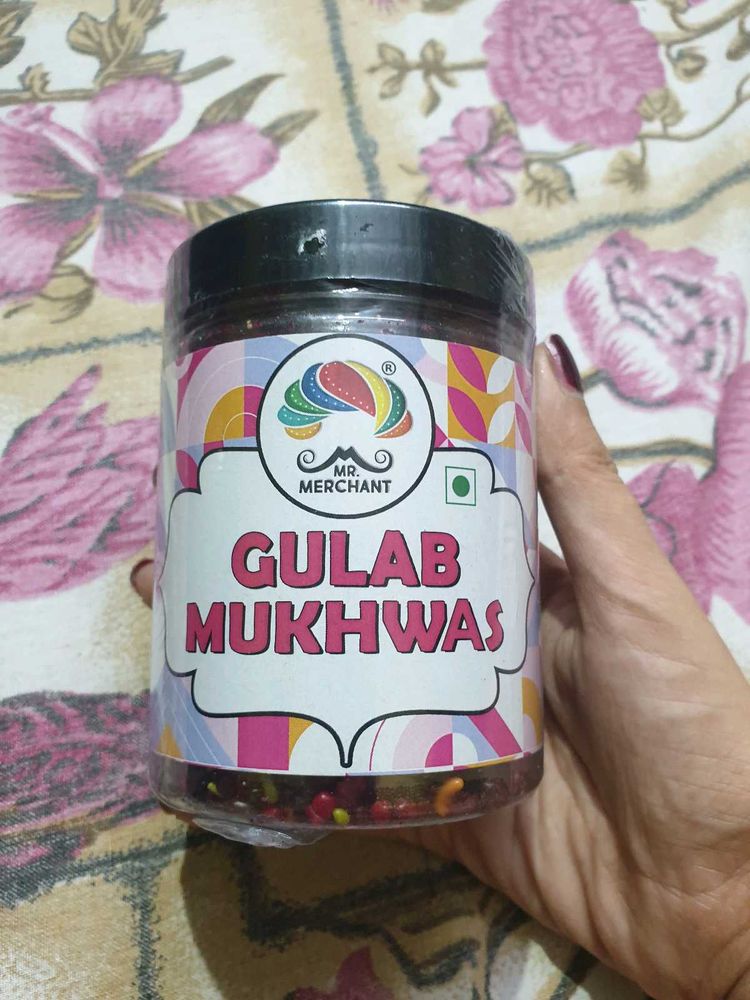 ®
MR.
MERCHANT
GULAB
MUKHWAS